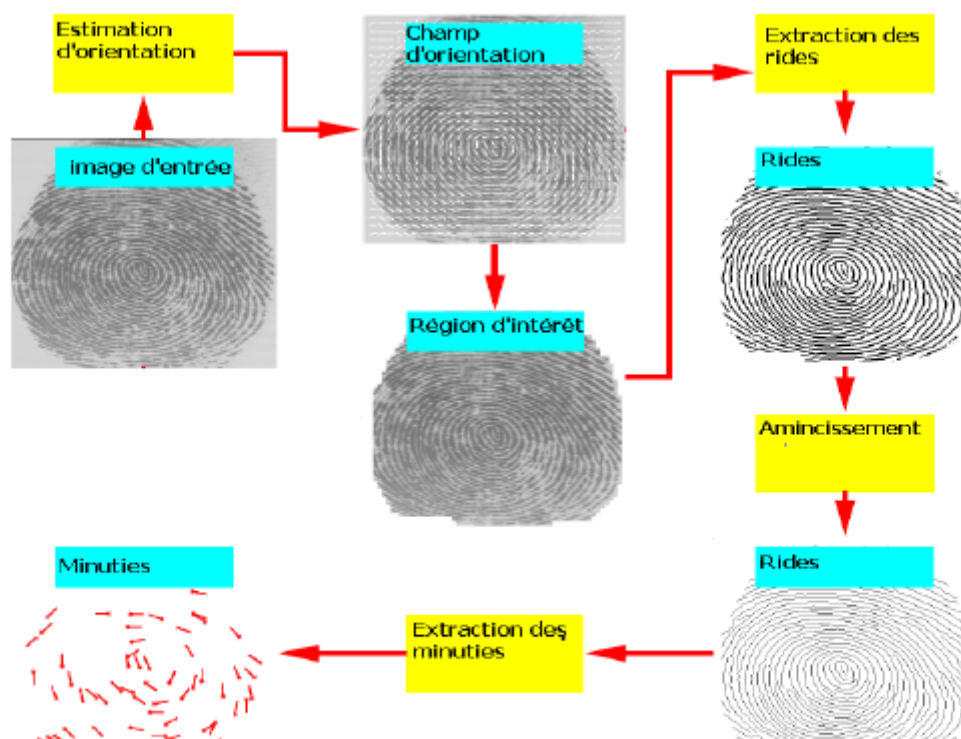 Estimation
d'orientation
Champ
d'orientation
Extraction des
rides
image d'entrée
Rides
Région d'intérêt
Amincissement
Minuties
Rides
Extraction des
minuties